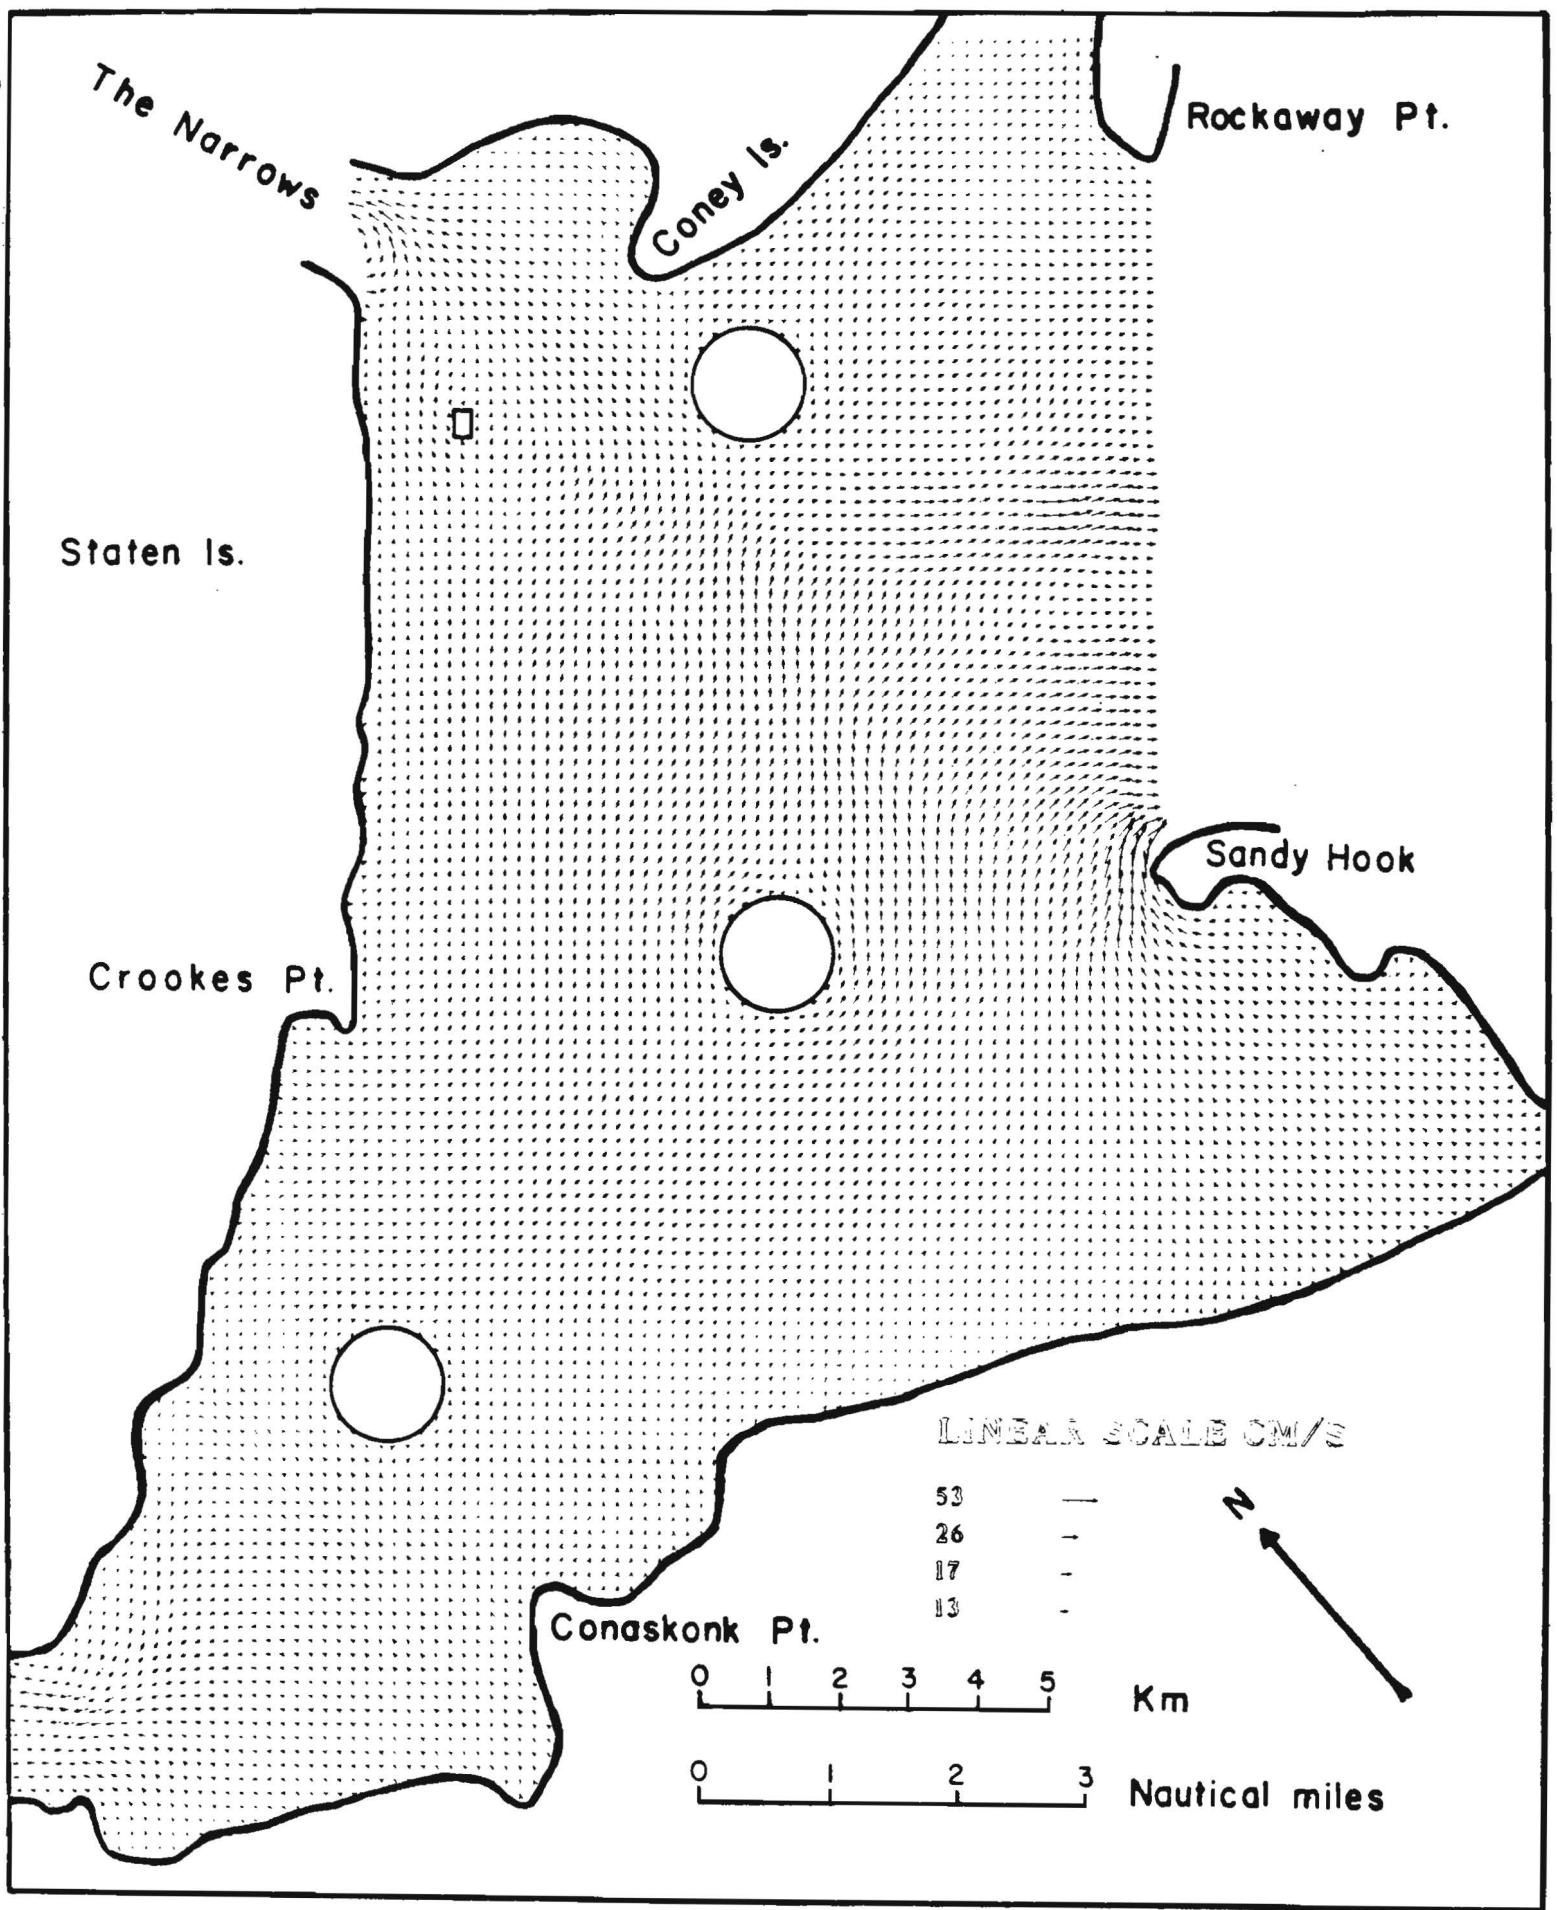 The Narrows
Rockaway Pt.
Coney Is.
Staten Is.
Sandy Hook
Crookes Pt.
LINEAR SCALE CM/S
53
26
17
13
N
Conaskonk Pt.
0 1 2 3 4 5
Km
0 1 2 3
Nautical miles